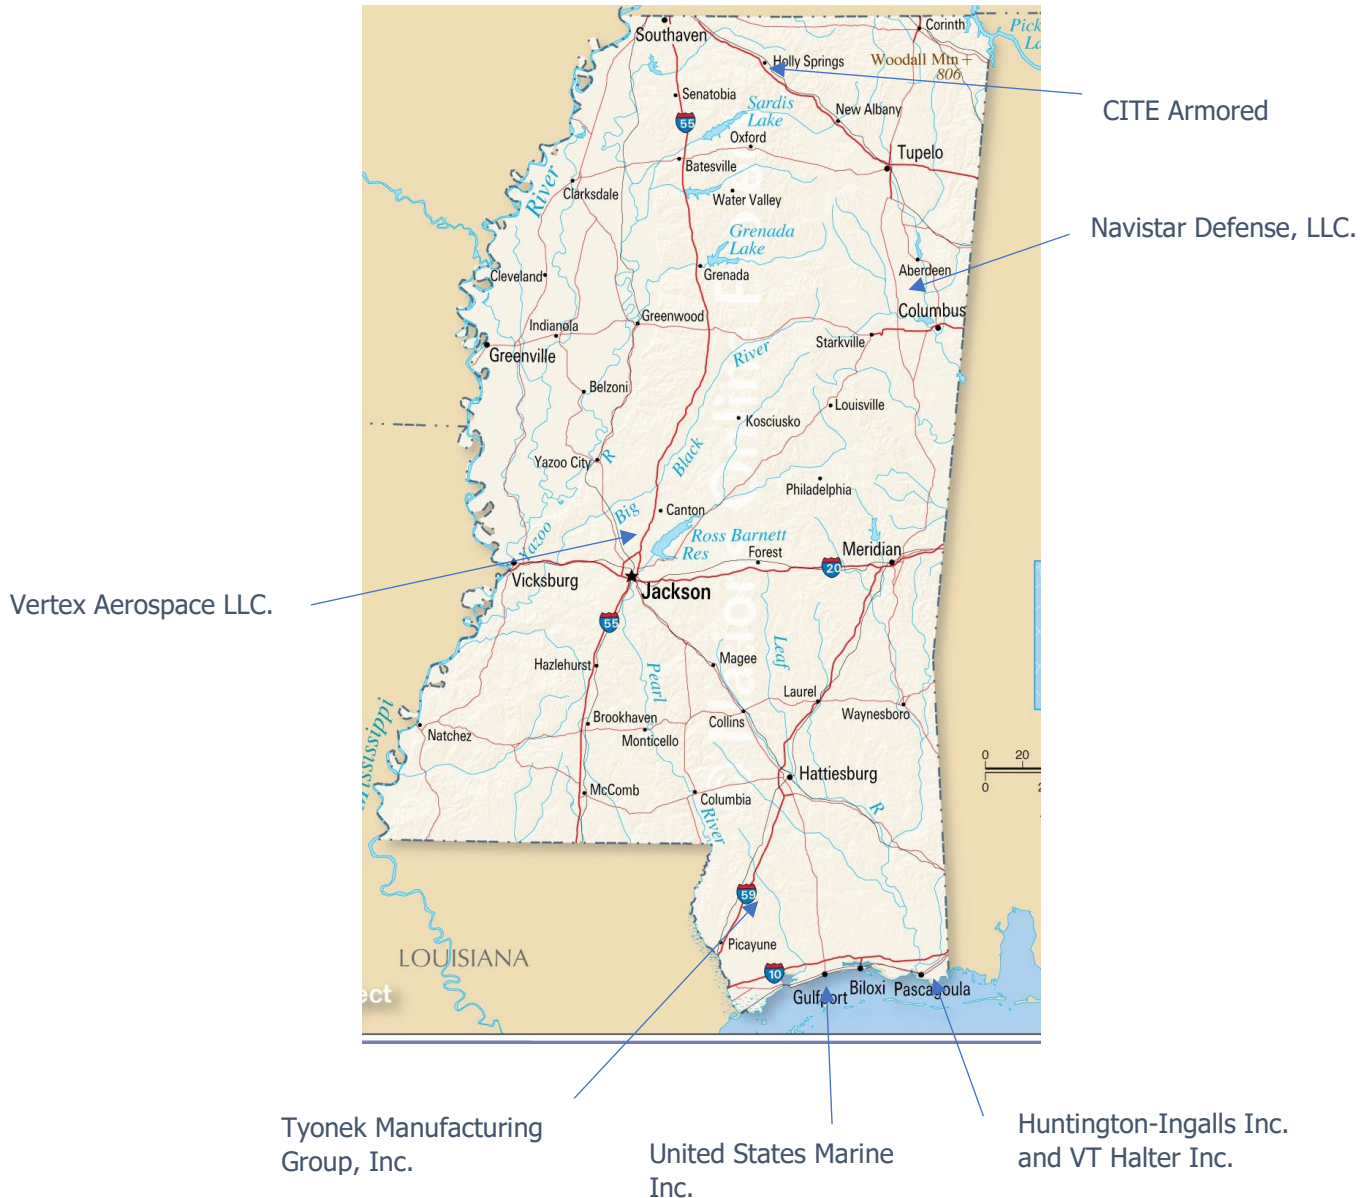 Southaven
Corinth
Pick
La
Holly Springs
Woodall Mtn +
806
CITE Armored
Senatobia
Sardis
Lake
New Albany
55
Oxford
Tupelo
Batesville
River
Clarksdale
Water Valley
Navistar Defense, LLC.
Grenada
Lake
Aberdeen
Cleveland
Grenada
Columbus
Indianola
Greenwood
Starkville
Greenville
River
Belzoni
Louisville
Kosciusko
Black
Yazoo City
R
Philadelphia
Big
Canton
Yazoo
Ross Barnett
Res
Forest
Meridian
20
Vicksburg
Jackson
Vertex Aerospace LLC.
55
Leaf
Hazlehurst
Magee
Pearl
Laurel
Waynesboro
Brookhaven
Collins
Natchez
Monticello
ississippi
0 20
Hattiesburg
0 2
McComb
Columbia
R
River
59
Picayune
LOUISIANA
10
ect
Gulfport
Biloxi
Pascagoula
Tyonek Manufacturing
Group, Inc.
United States Marine
Inc.
Huntington-Ingalls Inc.
and VT Halter Inc.